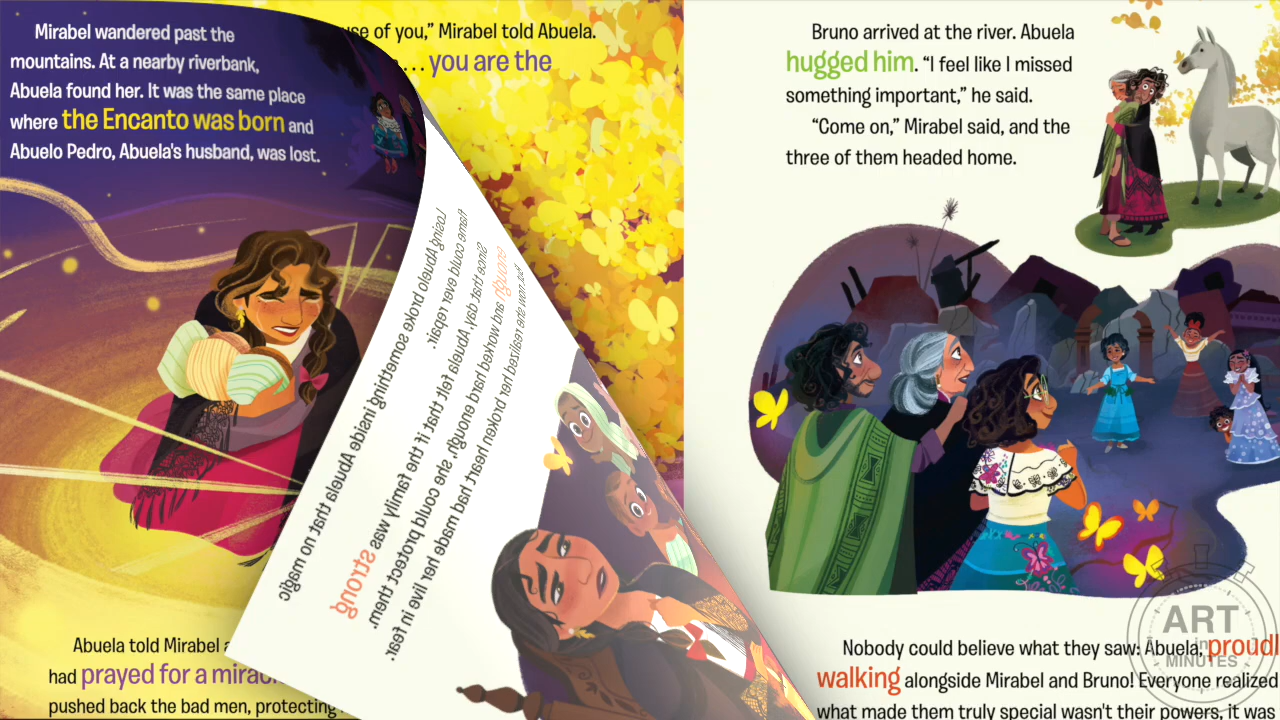 Mirabel wandered past the
mountains. At a nearby riverbank,
Abuela found her. It was the same place
where the Encanto was born and
Abuelo Pedro, Abuela's husband, was lost.
Abuela told Mirabel
had prayed for a
pushed back the bad men, protecting
of you,” Mirabel told Abuela.
…you are the
Losing Abuelo broke something inside Abuela that no magic
could ever repair.
Since that day, Abuela felt that if the family was strong
enough and worked hard enough, she could protect them.
she realized her broken heart had made her live in fear.
Bruno arrived at the river. Abuela
hugged him. “I feel like I missed
something important,” he said.
“Come on,” Mirabel said, and the
three of them headed home.
Nobody could believe what they saw: Abuela, proudl
walking alongside Mirabel and Bruno! Everyone realized
what made them truly special wasn't their powers, it was
ART
in
MINUTES